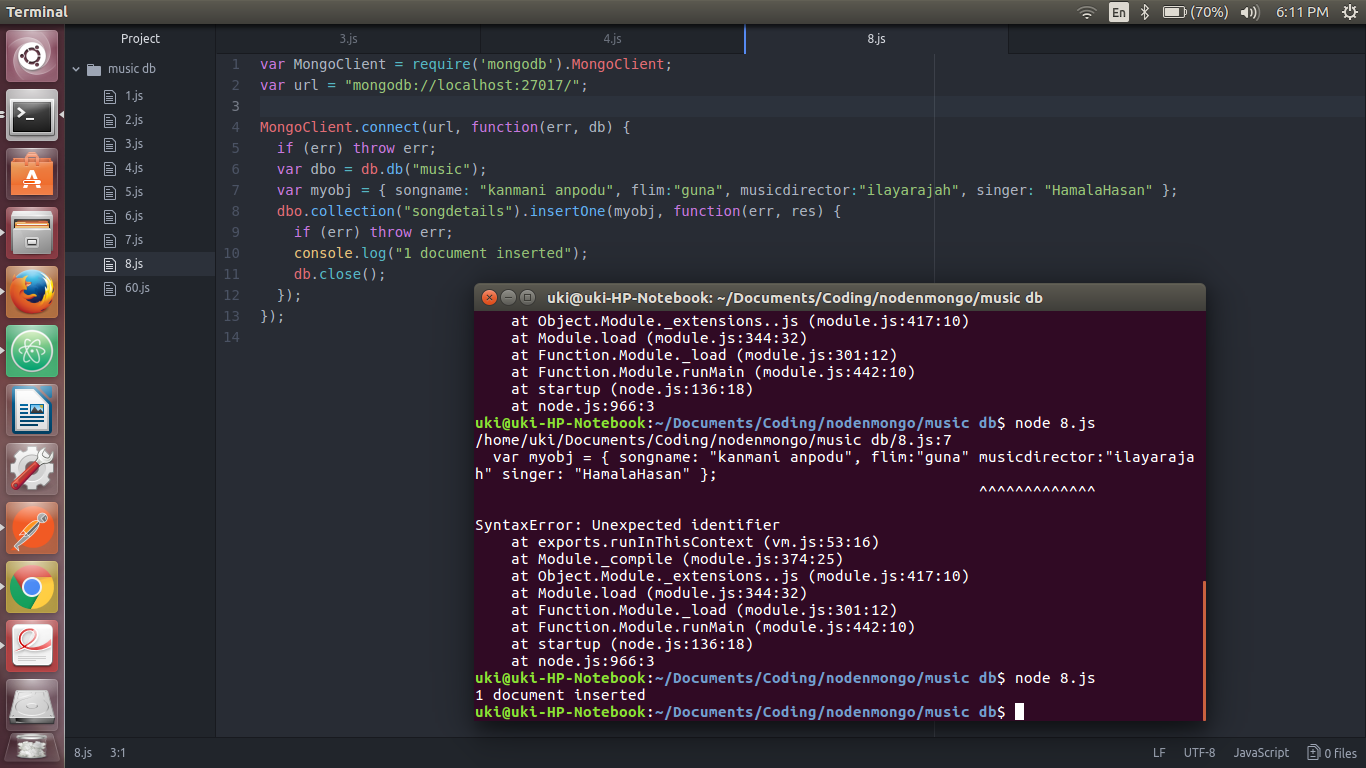 Terminal
En
(70%)
6:11 PM
Project
music db
1.js
2.js
3.js
4.js
5.js
6.js
7.js
8.js
60.js
3.js
4.js
8.js
1 var MongoClient = require('mongodb').MongoClient;
2 var url = "mongodb://localhost:27017/";
3
4 MongoClient.connect(url, function(err, db) {
5 if (err) throw err;
6 var dbo = db.db("music");
7 var myobj = { songname: "kanmani anpodu", flim:"guna", musicdirector:"ilayarajah", singer: "HamalaHasan" };
8 dbo.collection("songdetails").insertOne(myobj, function(err, res) {
9 if (err) throw err;
10 console.log("1 document inserted");
11 db.close();
12 });
13 });
14
uki@uki-HP-Notebook: ~/Documents/Coding/nodenmongo/music db
at Object.Module._extensions..js (module.js:417:10)
at Module.load (module.js:344:32)
at Function.Module._load (module.js:301:12)
at Function.Module.runMain (module.js:442:10)
at startup (node.js:136:18)
at node.js:966:3
uki@uki-HP-Notebook:~/Documents/Coding/nodenmongo/music db$ node 8.js
/home/uki/Documents/Coding/nodenmongo/music db/8.js:7
var myobj = { songname: "kanmani anpodu", flim:"guna" musicdirector:"ilayaraja
h" singer: "HamalaHasan" };
^^^^^^^^^^^^^
SyntaxError: Unexpected identifier
at exports.runInThisContext (vm.js:53:16)
at Module._compile (module.js:374:25)
at Object.Module._extensions..js (module.js:417:10)
at Module.load (module.js:344:32)
at Function.Module._load (module.js:301:12)
at Function.Module.runMain (module.js:442:10)
at startup (node.js:136:18)
at node.js:966:3
uki@uki-HP-Notebook:~/Documents/Coding/nodenmongo/music db$ node 8.js
1 document inserted
uki@uki-HP-Notebook:~/Documents/Coding/nodenmongo/music db$
8.js 3:1
LF UTF-8 JavaScript 0 files